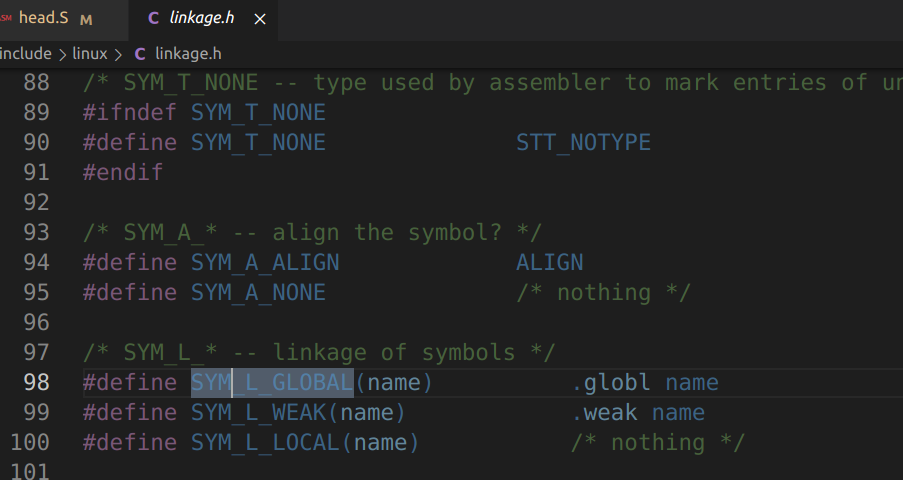 ASM head.S M
C linkage.h ×
include > linux > C linkage.h
88 /* SYM_T_NONE -- type used by assembler to mark entries of
89 #ifndef SYM_T_NONE
90 #define SYM_T_NONE STT_NOTYPE
91 #endif
92
93 /* SYM_A_* -- align the symbol? */
94 #define SYM_A_ALIGN ALIGN
95 #define SYM_A_NONE /* nothing */
96
97 /* SYM_L_* -- linkage of symbols */
98 #define SYM_L_GLOBAL(name) .globl name
99 #define SYM_L_WEAK(name) .weak name
100 #define SYM_L_LOCAL(name) /* nothing */
101